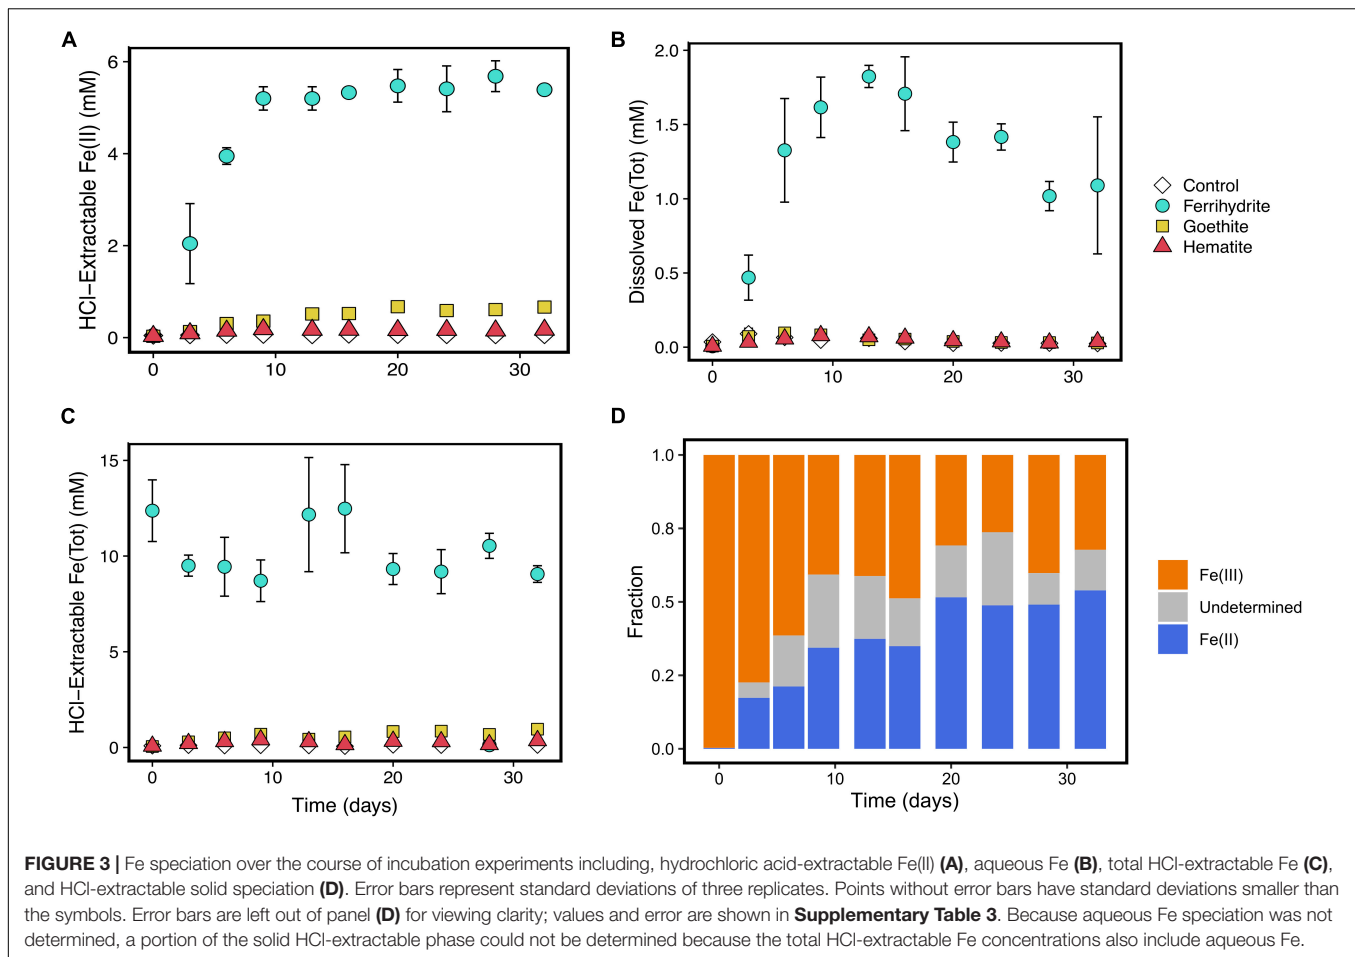 A
HCl–Extractable Fe(II) (mM)
6
4
2
0
0 10 20 30
B
Dissolved Fe(Tot) (mM)
2.0
1.5
1.0
0.5
0.0
0 10 20 30
Control
Ferrihydrite
Goethite
Hematite
C
HCl–Extractable Fe(Tot) (mM)
15
10
5
0
0 10 20 30
Time (days)
D
Fraction
1.0
0.8
0.5
0.2
0.0
0 10 20 30
Time (days)
Fe(III)
Undetermined
Fe(II)
FIGURE 3 | Fe speciation over the course of incubation experiments including, hydrochloric acid-extractable Fe(II) (A), aqueous Fe (B), total HCl-extractable Fe (C),
and HCl-extractable solid speciation (D). Error bars represent standard deviations of three replicates. Points without error bars have standard deviations smaller than
the symbols. Error bars are left out of panel (D) for viewing clarity; values and error are shown in Supplementary Table 3. Because aqueous Fe speciation was not
determined, a portion of the solid HCl-extractable phase could not be determined because the total HCl-extractable Fe concentrations also include aqueous Fe.